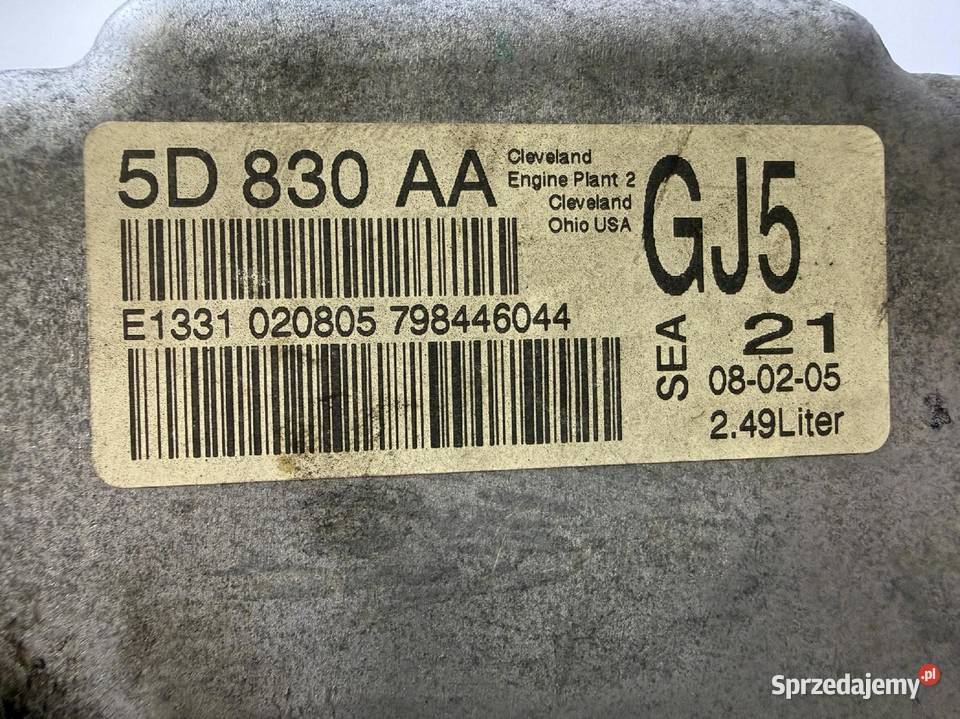 5D 830 AA
Cleveland
Engine Plant 2
Cleveland
Ohio USA
GJ5
E1331 020805 798446044
SEA
21
08-02-05
2.49Liter
Sprzedajemy.pl